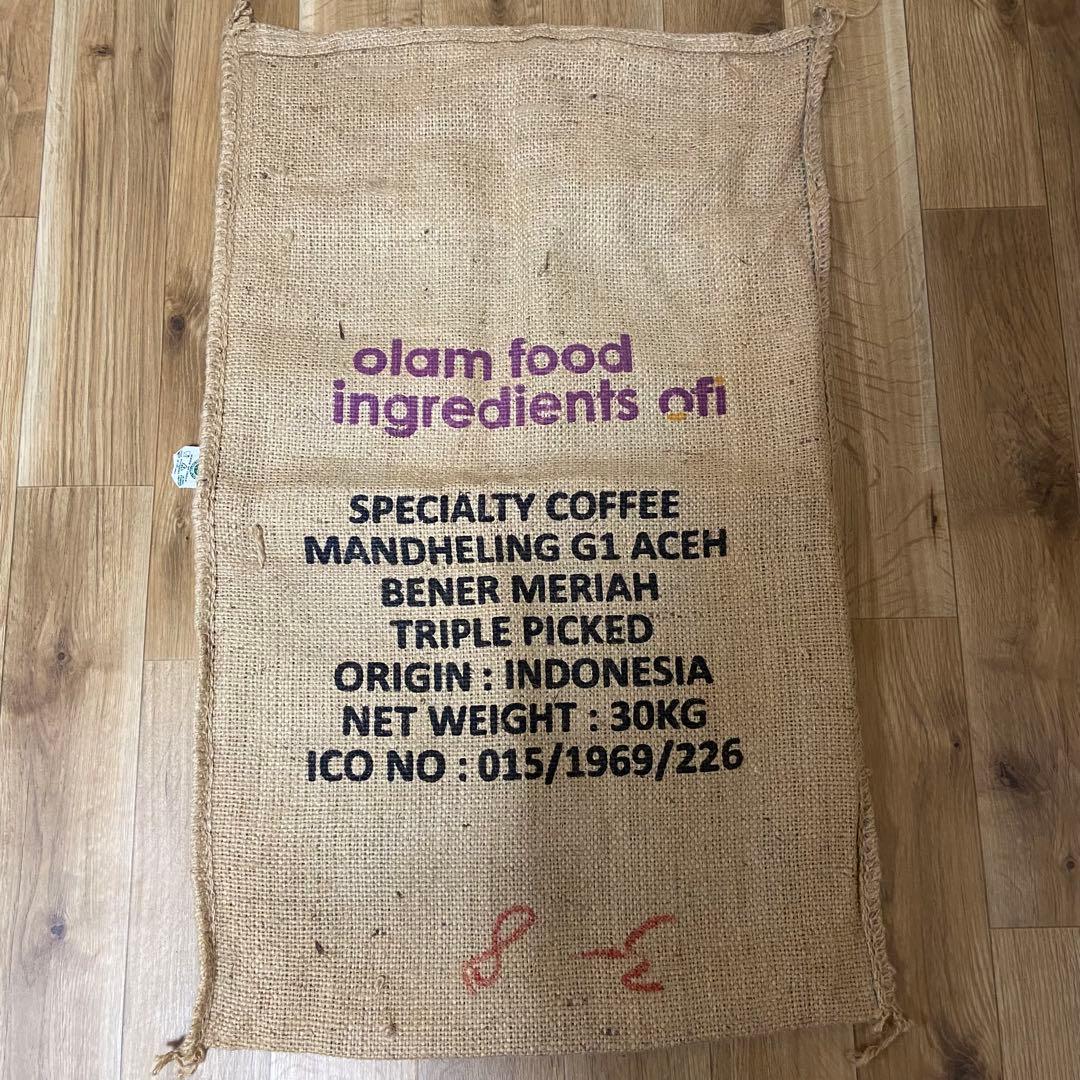 olam food
ingredients ofi
SPECIALTY COFFEE
MANDHELING G1 ACEH
BENER MERIAH
TRIPLE PICKED
ORIGIN : INDONESIA
NET WEIGHT : 30KG
ICO NO : 015/1969/226